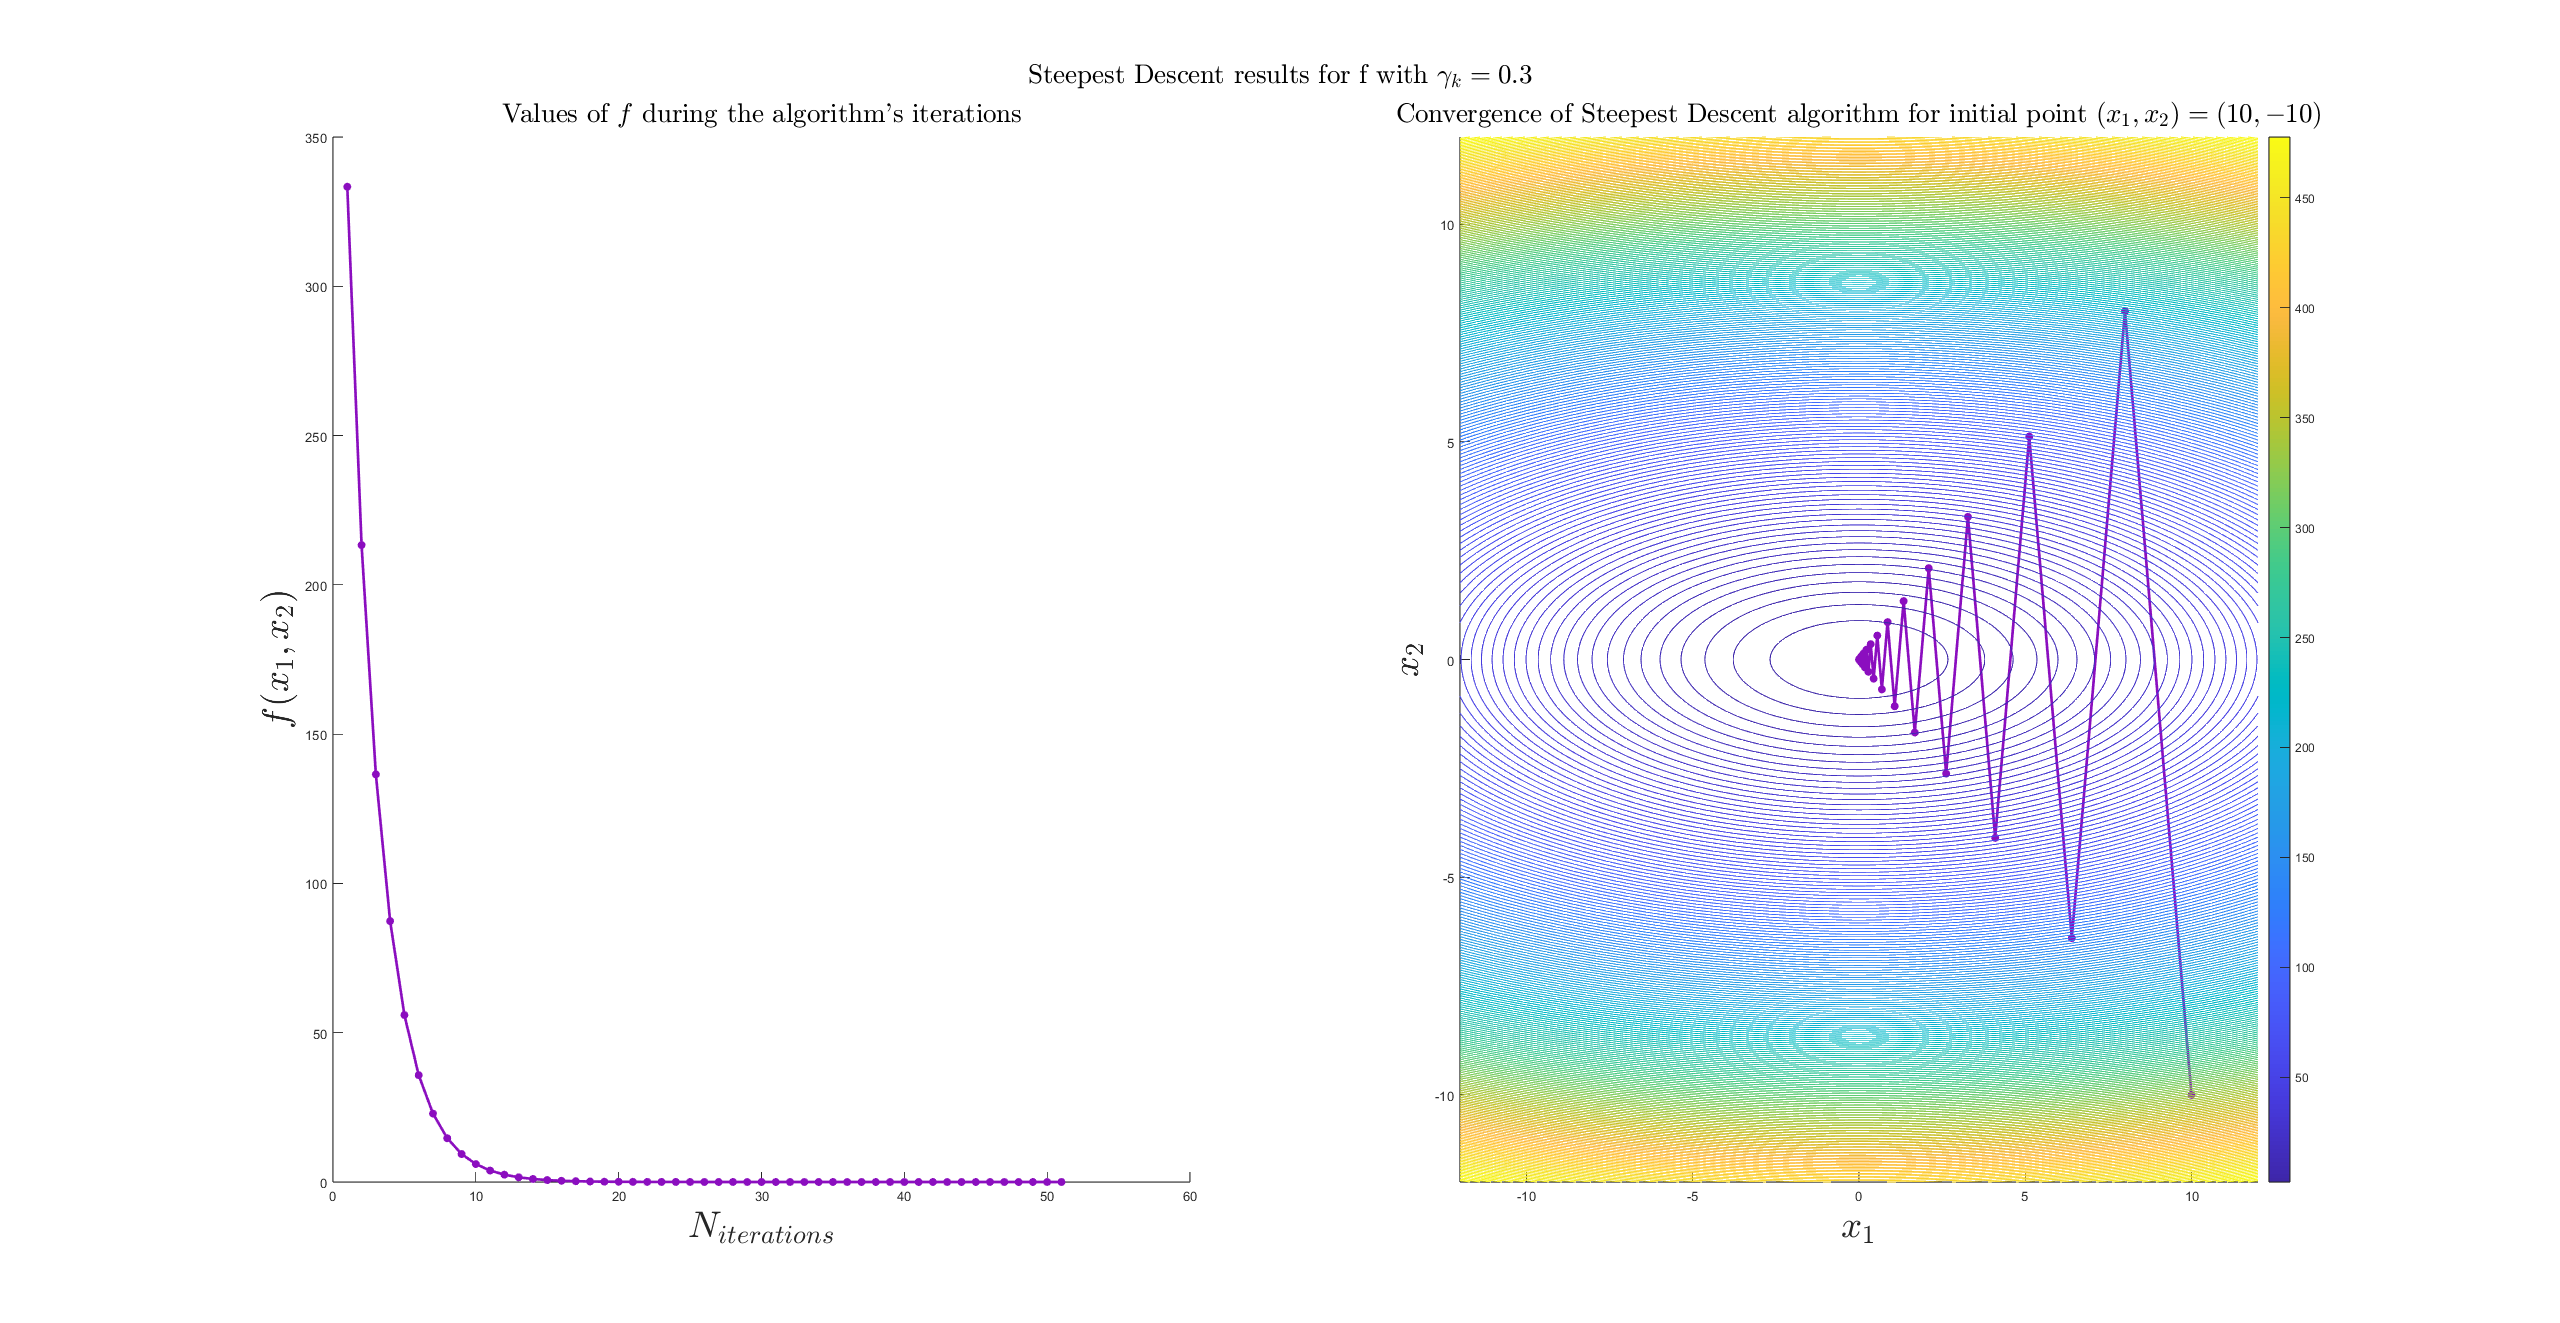 Steepest Descent results for f with γ_k = 0.3
Values of f during the algorithm's iterations
350
300
250
200
150
100
50
0
f(x_1, x_2)
0 10 20 30 40 50 60
N_{iterations}
Convergence of Steepest Descent algorithm for initial point (x_1, x_2) = (10, −10)
10
5
0
-5
-10
x_2
-10 -5 0 5 10
x_1
450
400
350
300
250
200
150
100
50